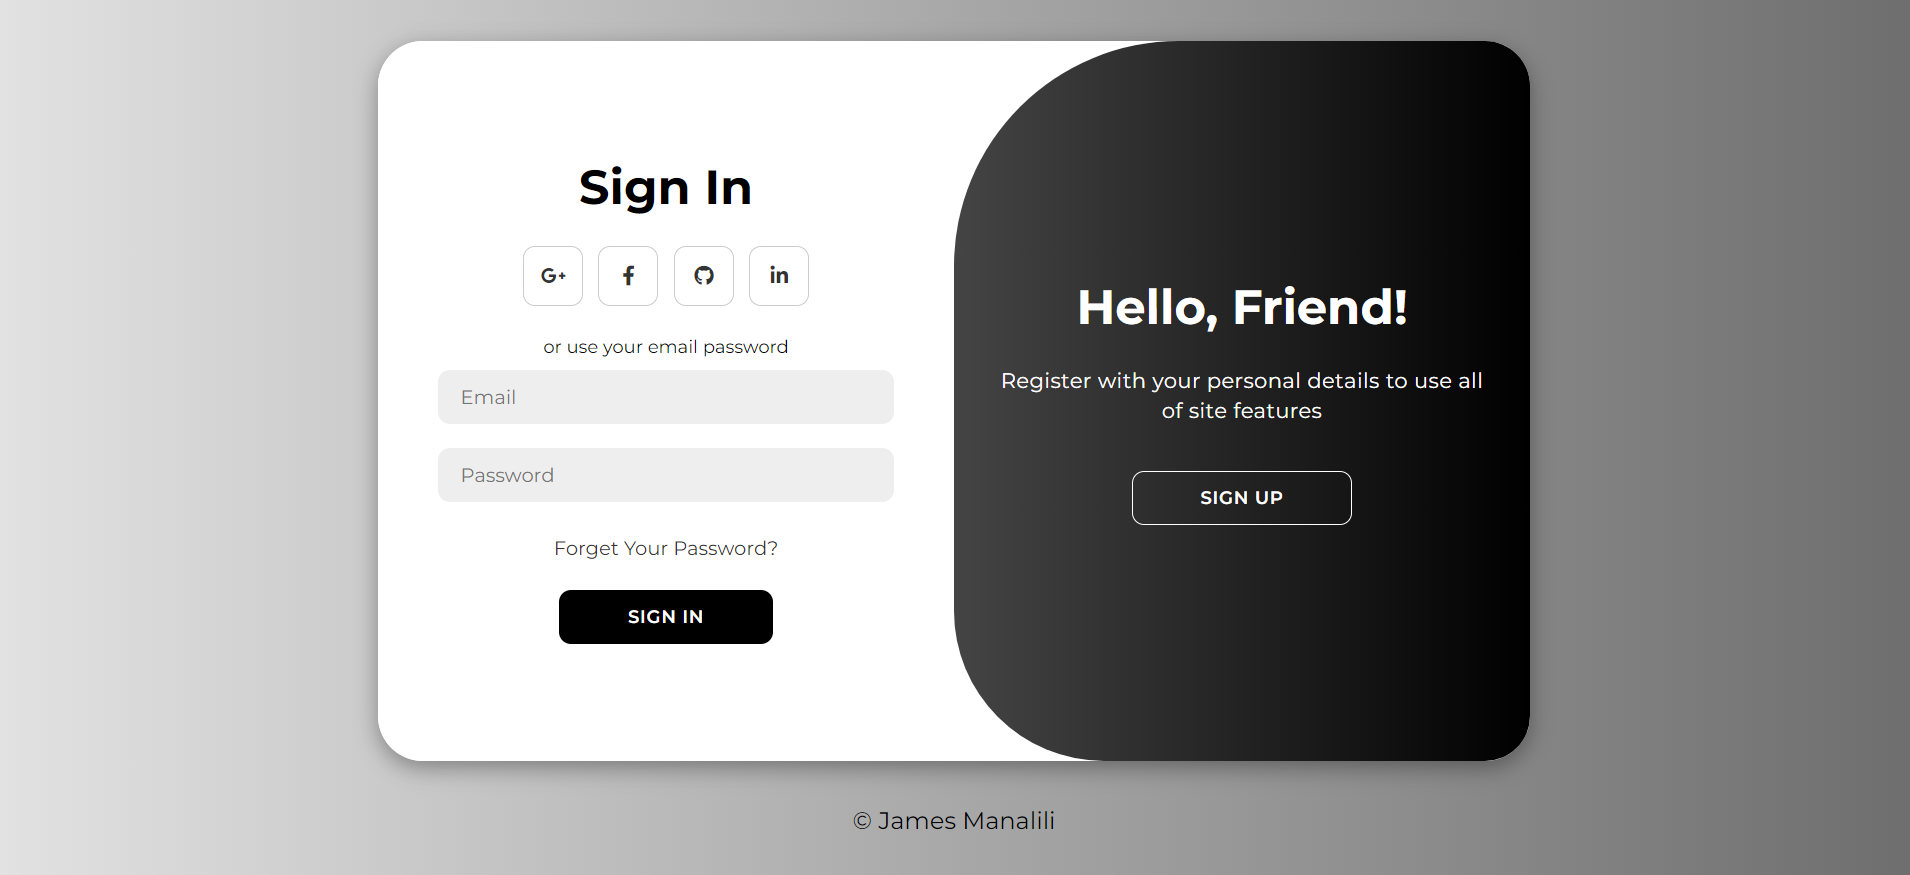 Sign In
G+
f
in
or use your email password
Email
Password
Forget Your Password?
SIGN IN
Hello, Friend!
Register with your personal details to use all
of site features
SIGN UP
© James Manalili